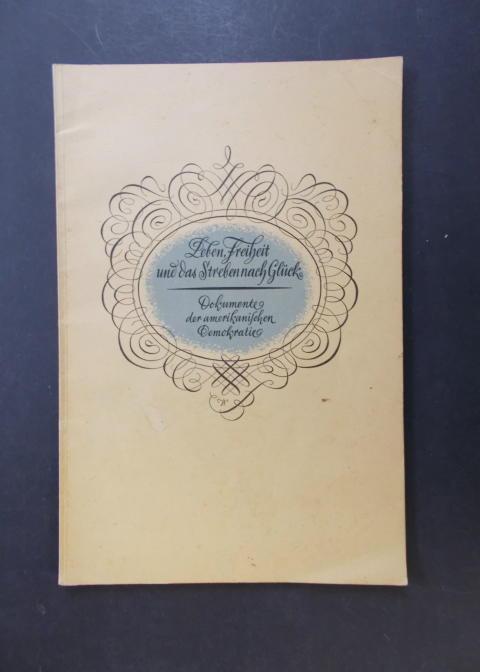 Leben, Freiheit
und das Streben nach Glück
Dokumente
der amerikanischen
Demokratie